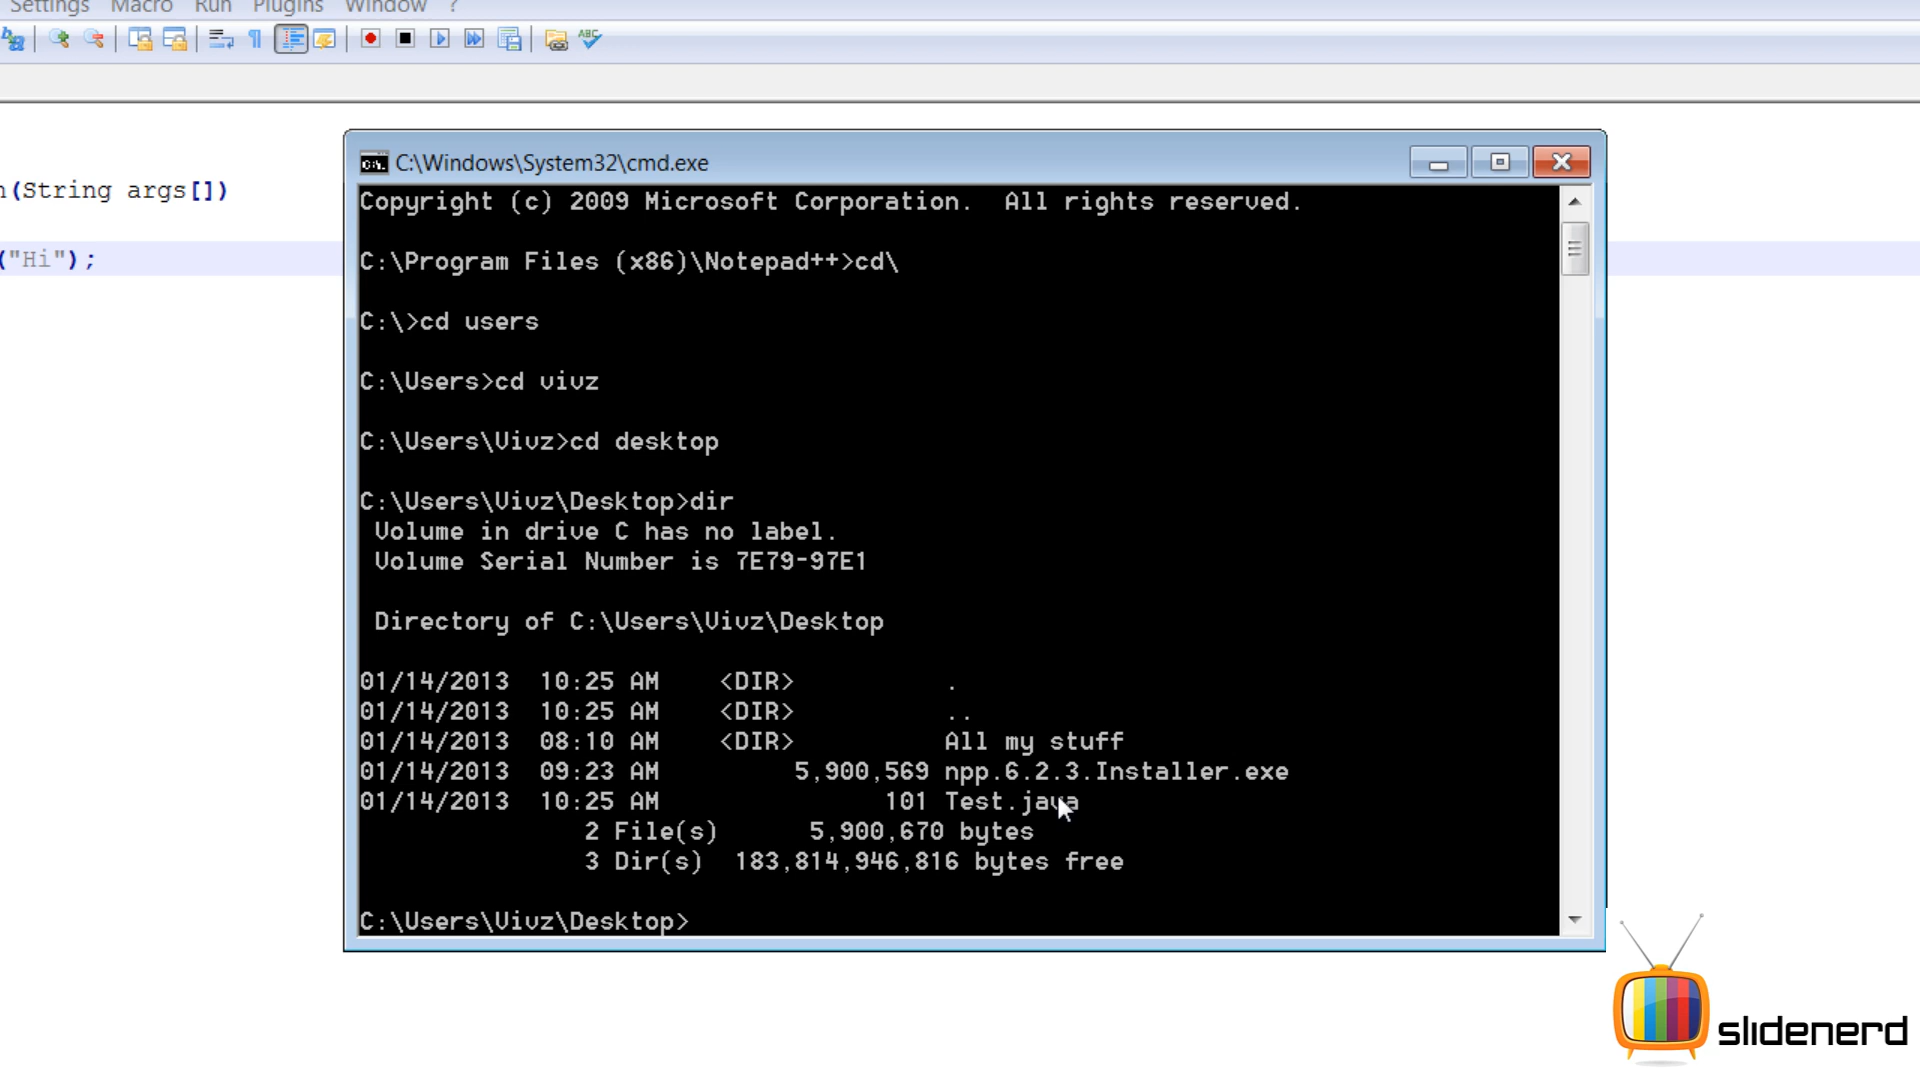 Settings Macro Run Plugins Window ?
ABC
(String args[])
("Hi");
C:\Windows\System32\cmd.exe
Copyright (c) 2009 Microsoft Corporation.  All rights reserved.
C:\Program Files (x86)\Notepad++>cd\
C:\>cd users
C:\Users>cd vivz
C:\Users\Vivz>cd desktop
C:\Users\Vivz\Desktop>dir
Volume in drive C has no label.
Volume Serial Number is 7E79-97E1
Directory of C:\Users\Vivz\Desktop
01/14/2013  10:25 AM    <DIR>          .
01/14/2013  10:25 AM    <DIR>          ..
01/14/2013  08:10 AM    <DIR>          All my stuff
01/14/2013  09:23 AM         5,900,569 npp.6.2.3.Installer.exe
01/14/2013  10:25 AM               101 Test.java
2 File(s)      5,900,670 bytes
3 Dir(s)  183,814,946,816 bytes free
C:\Users\Vivz\Desktop>
slidenerd